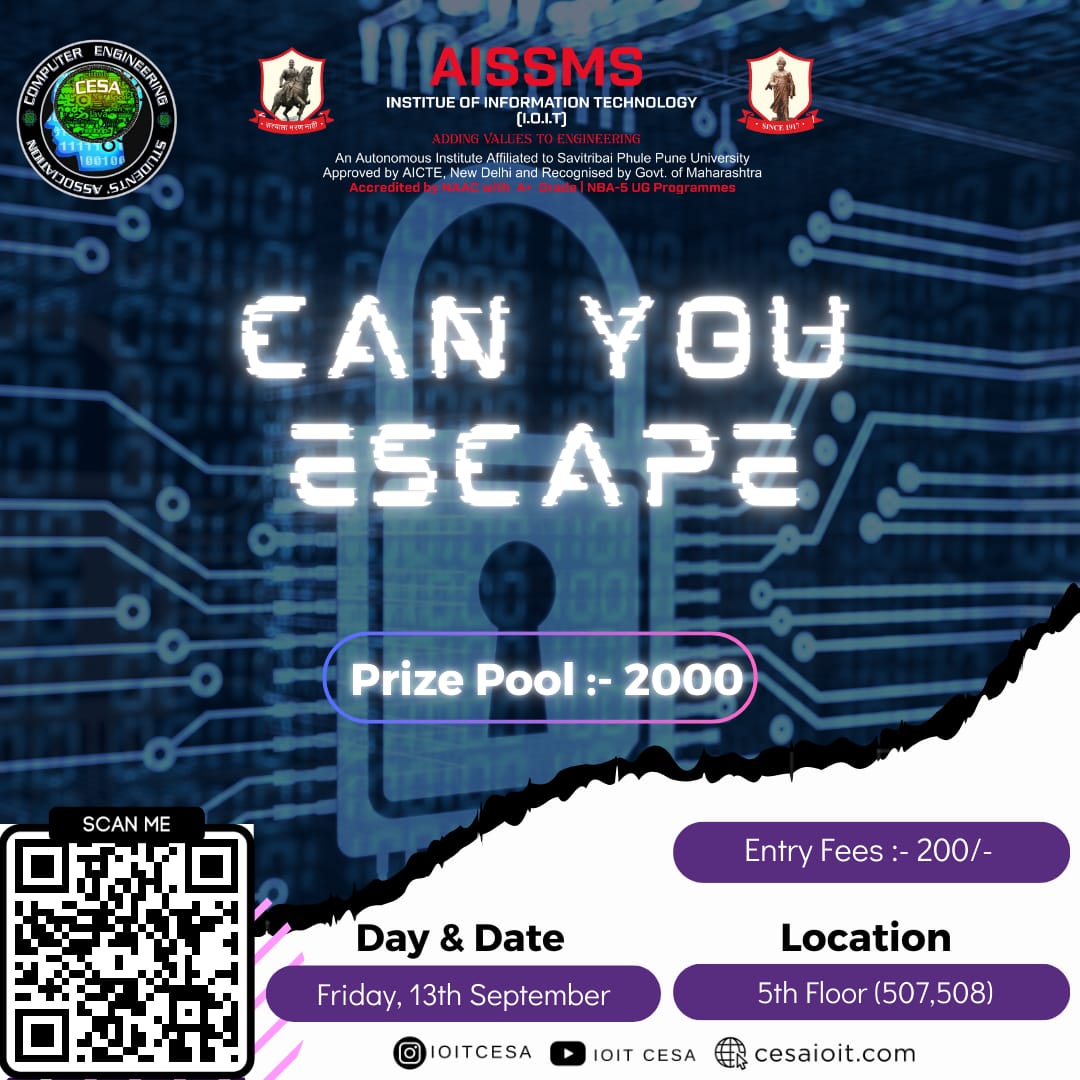 COMPUTER ENGINEERING
STUDENTS' ASSOCIATION
CESA
AISSMS
INSTITUE OF INFORMATION TECHNOLOGY
(I.O.I.T)
ADDING VALUES TO ENGINEERING
An Autonomous Institute Affiliated to Savitribai Phule Pune University
Approved by AICTE, New Delhi and Recognised by Govt. of Maharashtra
Accredited by NAAC with A+ Grade | NBA-5 UG Programmes
SINCE 1917
CAN YOU
ESCAPE
Prize Pool :- 2000
SCAN ME
Entry Fees :- 200/-
Day & Date
Location
Friday, 13th September
5th Floor (507,508)
IOITCESA
IOIT CESA
cesaioit.com